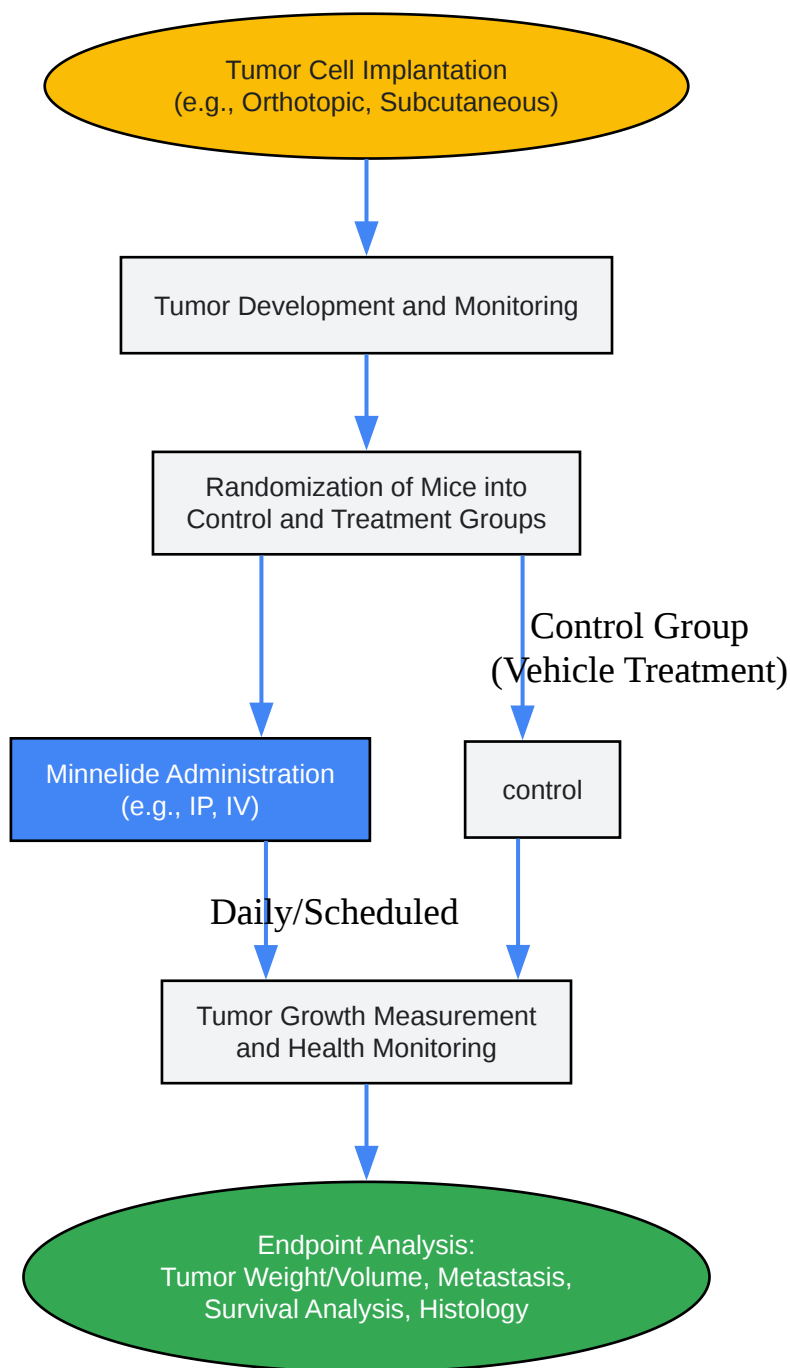 Tumor Cell Implantation
(e.g., Orthotopic, Subcutaneous)
Tumor Development and Monitoring
Randomization of Mice into
Control and Treatment Groups
Control Group
(Vehicle Treatment)
Minnelide Administration
(e.g., IP, IV)
control
Daily/Scheduled
Tumor Growth Measurement
and Health Monitoring
Endpoint Analysis:
Tumor Weight/Volume, Metastasis,
Survival Analysis, Histology